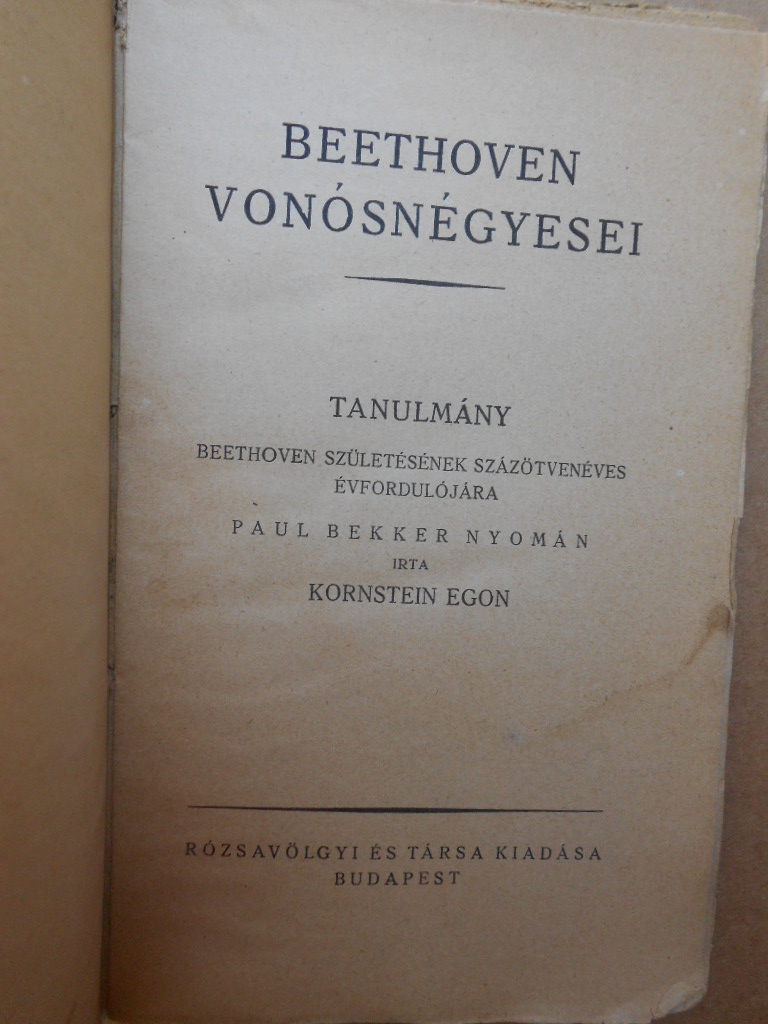 BEETHOVEN
VONÓSNÉGYESEI
TANULMÁNY
BEETHOVEN SZÜLETÉSÉNEK SZÁZÖTVENÉVES
ÉVFORDULÓJÁRA
PAUL BEKKER NYOMÁN
IRTA
KORNSTEIN EGON
RÓZSAVÖLGYI ÉS TÁRSA KIADÁSA
BUDAPEST